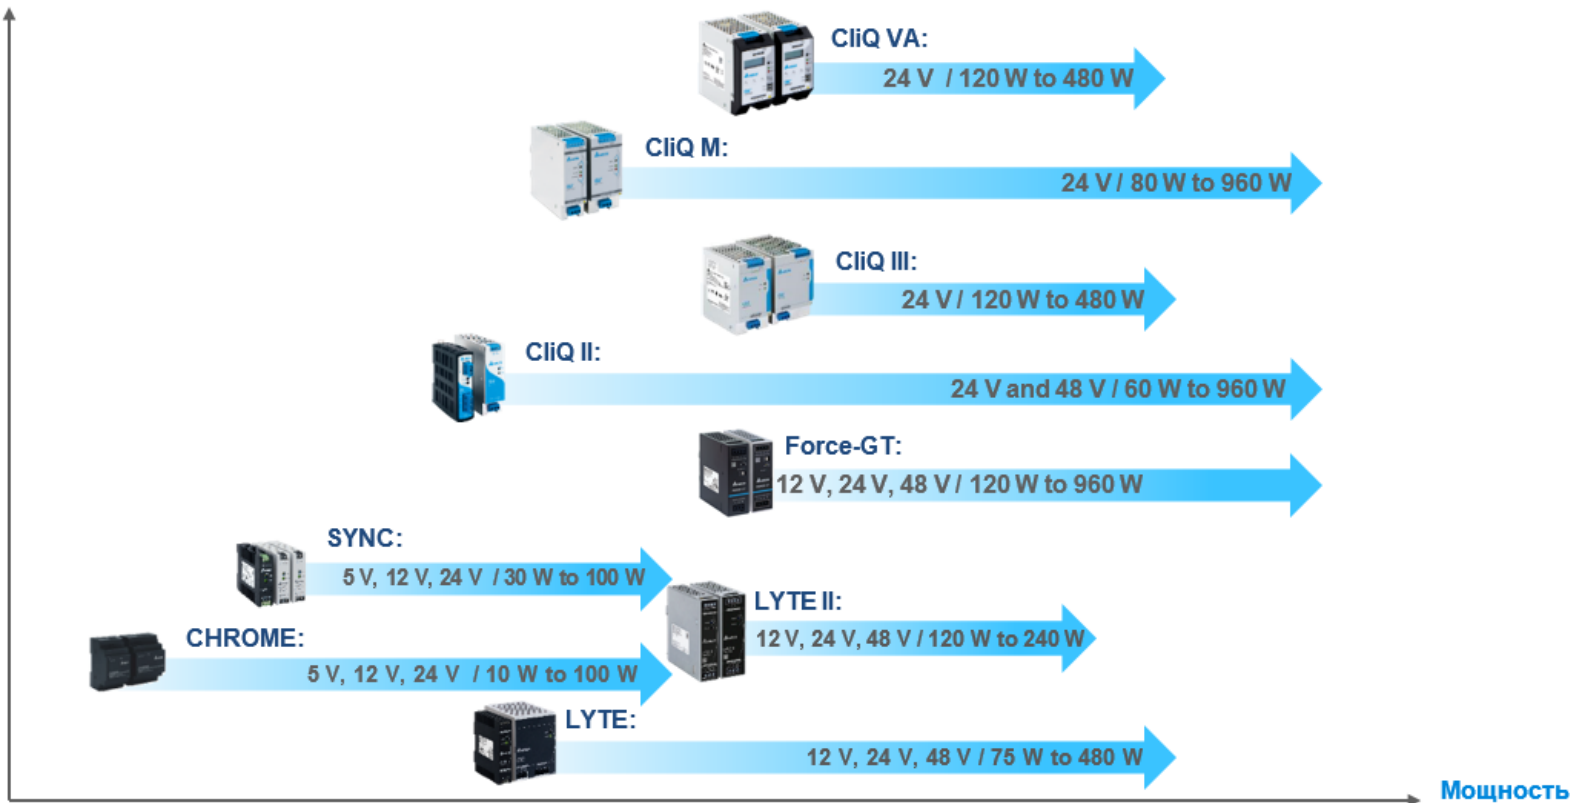 CliQ VA:
24 V / 120 W to 480 W
CliQ M:
24 V / 80 W to 960 W
CliQ III:
24 V / 120 W to 480 W
CliQ II:
24 V and 48 V / 60 W to 960 W
Force-GT:
12 V, 24 V, 48 V / 120 W to 960 W
SYNC:
5 V, 12 V, 24 V / 30 W to 100 W
LYTE II:
12 V, 24 V, 48 V / 120 W to 240 W
CHROME:
5 V, 12 V, 24 V / 10 W to 100 W
LYTE:
12 V, 24 V, 48 V / 75 W to 480 W
Мощность